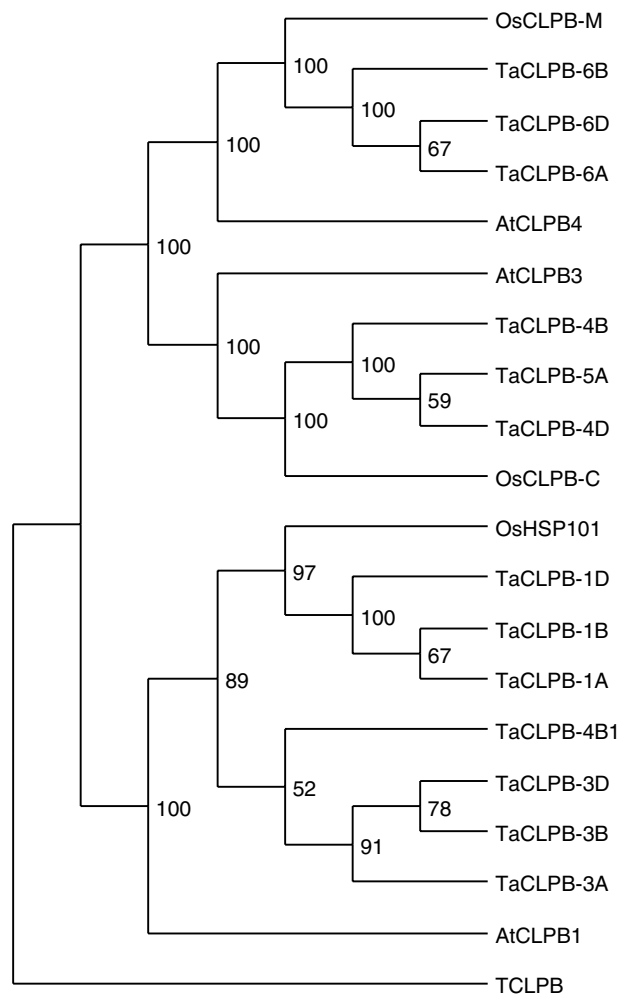 OsCLPB-M
100
TaCLPB-6B
100
TaCLPB-6D
100
67
TaCLPB-6A
AtCLPB4
100
AtCLPB3
TaCLPB-4B
100
100
TaCLPB-5A
59
100
TaCLPB-4D
OsCLPB-C
OsHSP101
97
TaCLPB-1D
100
TaCLPB-1B
67
89
TaCLPB-1A
TaCLPB-4B1
52
TaCLPB-3D
100
78
TaCLPB-3B
91
TaCLPB-3A
AtCLPB1
TCLPB